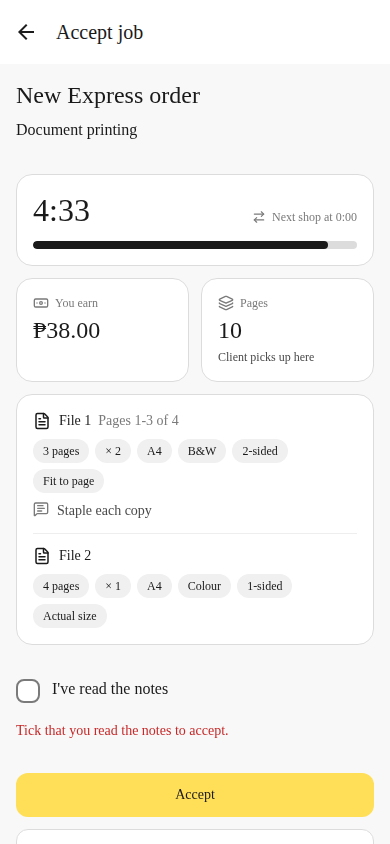 Accept job
New Express order
Document printing
4:33
Next shop at 0:00
You earn
₱38.00
Pages
10
Client picks up here
File 1 Pages 1-3 of 4
3 pages × 2 A4 B&W 2-sided
Fit to page
Staple each copy
File 2
4 pages × 1 A4 Colour 1-sided
Actual size
I've read the notes
Tick that you read the notes to accept.
Accept